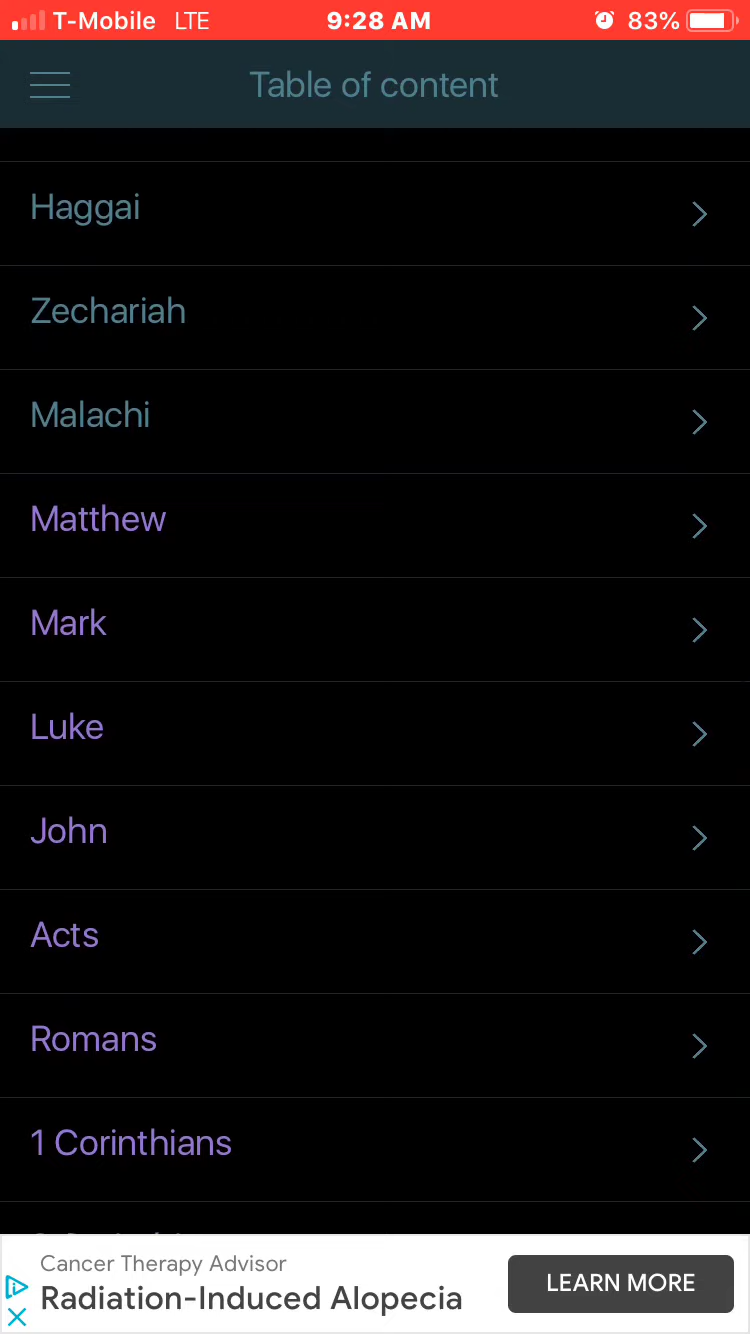 T-Mobile LTE 9:28 AM 83%
Table of content
Haggai
Zechariah
Malachi
Matthew
Mark
Luke
John
Acts
Romans
1 Corinthians
Cancer Therapy Advisor
Radiation-Induced Alopecia
LEARN MORE